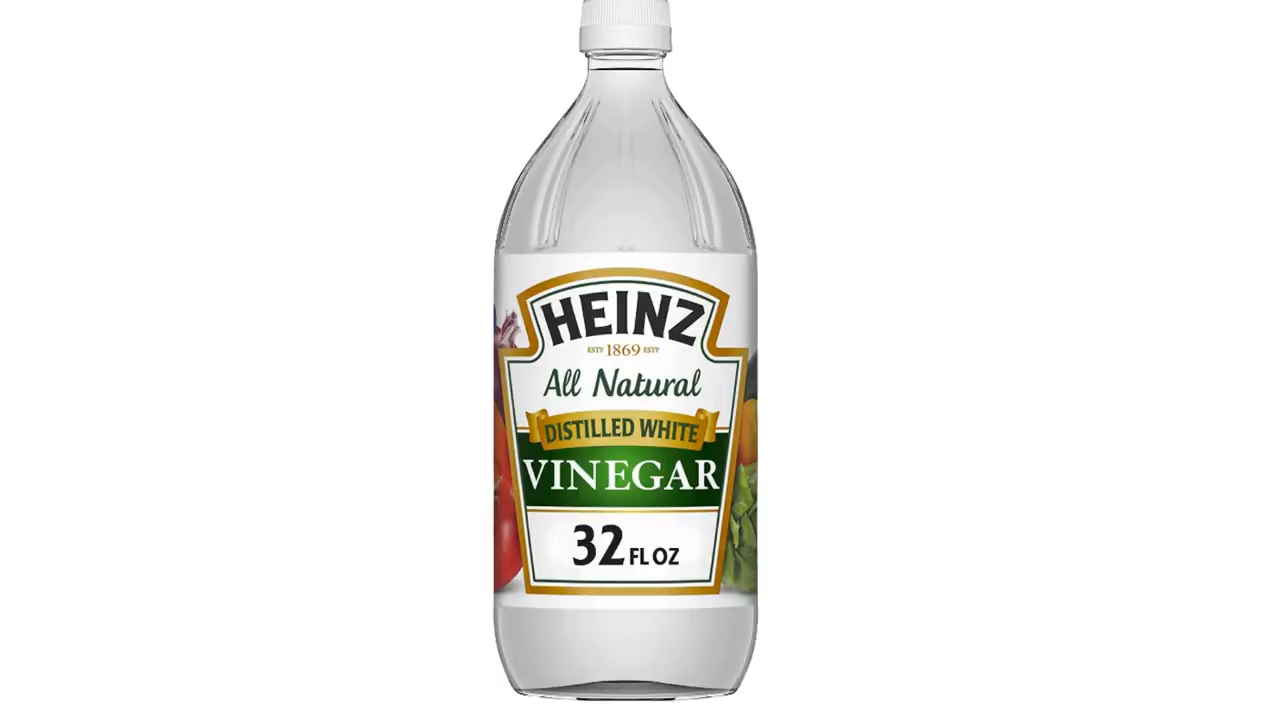 HEINZ
ESTD 1869 ESTD
All Natural
DISTILLED WHITE
VINEGAR
32 FL OZ